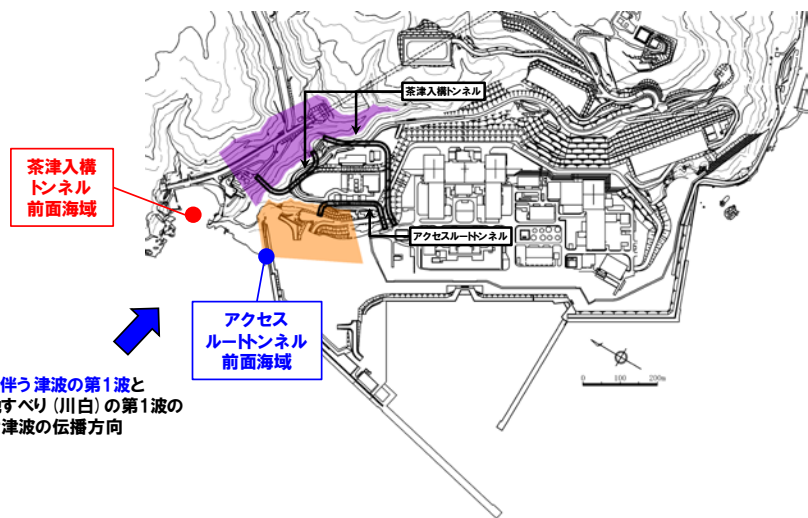 茶津入構トンネル
茶津入構
トンネル
前面海域
アクセスルートトンネル
アクセス
ルートトンネル
前面海域
伴う津波の第1波と
すべり(川白)の第1波の
津波の伝播方向
0 100 200m